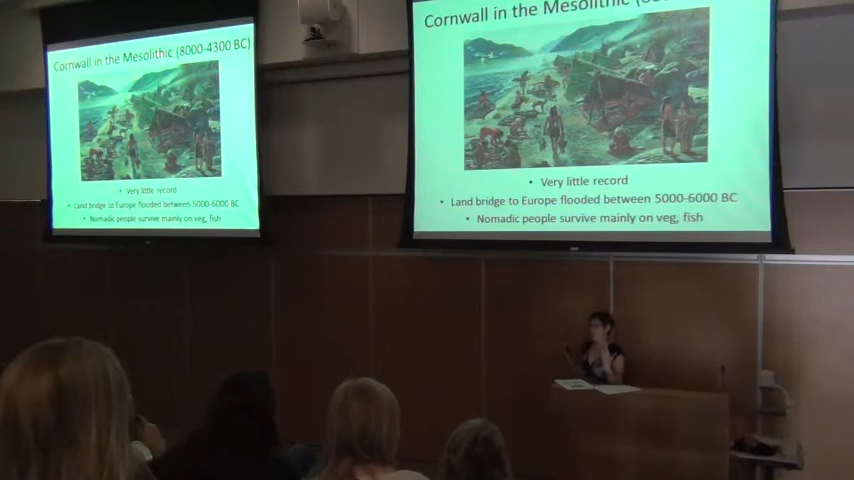 Cornwall in the Mesolithic (8000-4300 BC)
Very little record
Land bridge to Europe flooded between 5000-6000 BC
Nomadic people survive mainly on veg, fish
Cornwall in the Mesolithic
• Very little record
• Land bridge to Europe flooded between 5000-6000 BC
• Nomadic people survive mainly on veg, fish